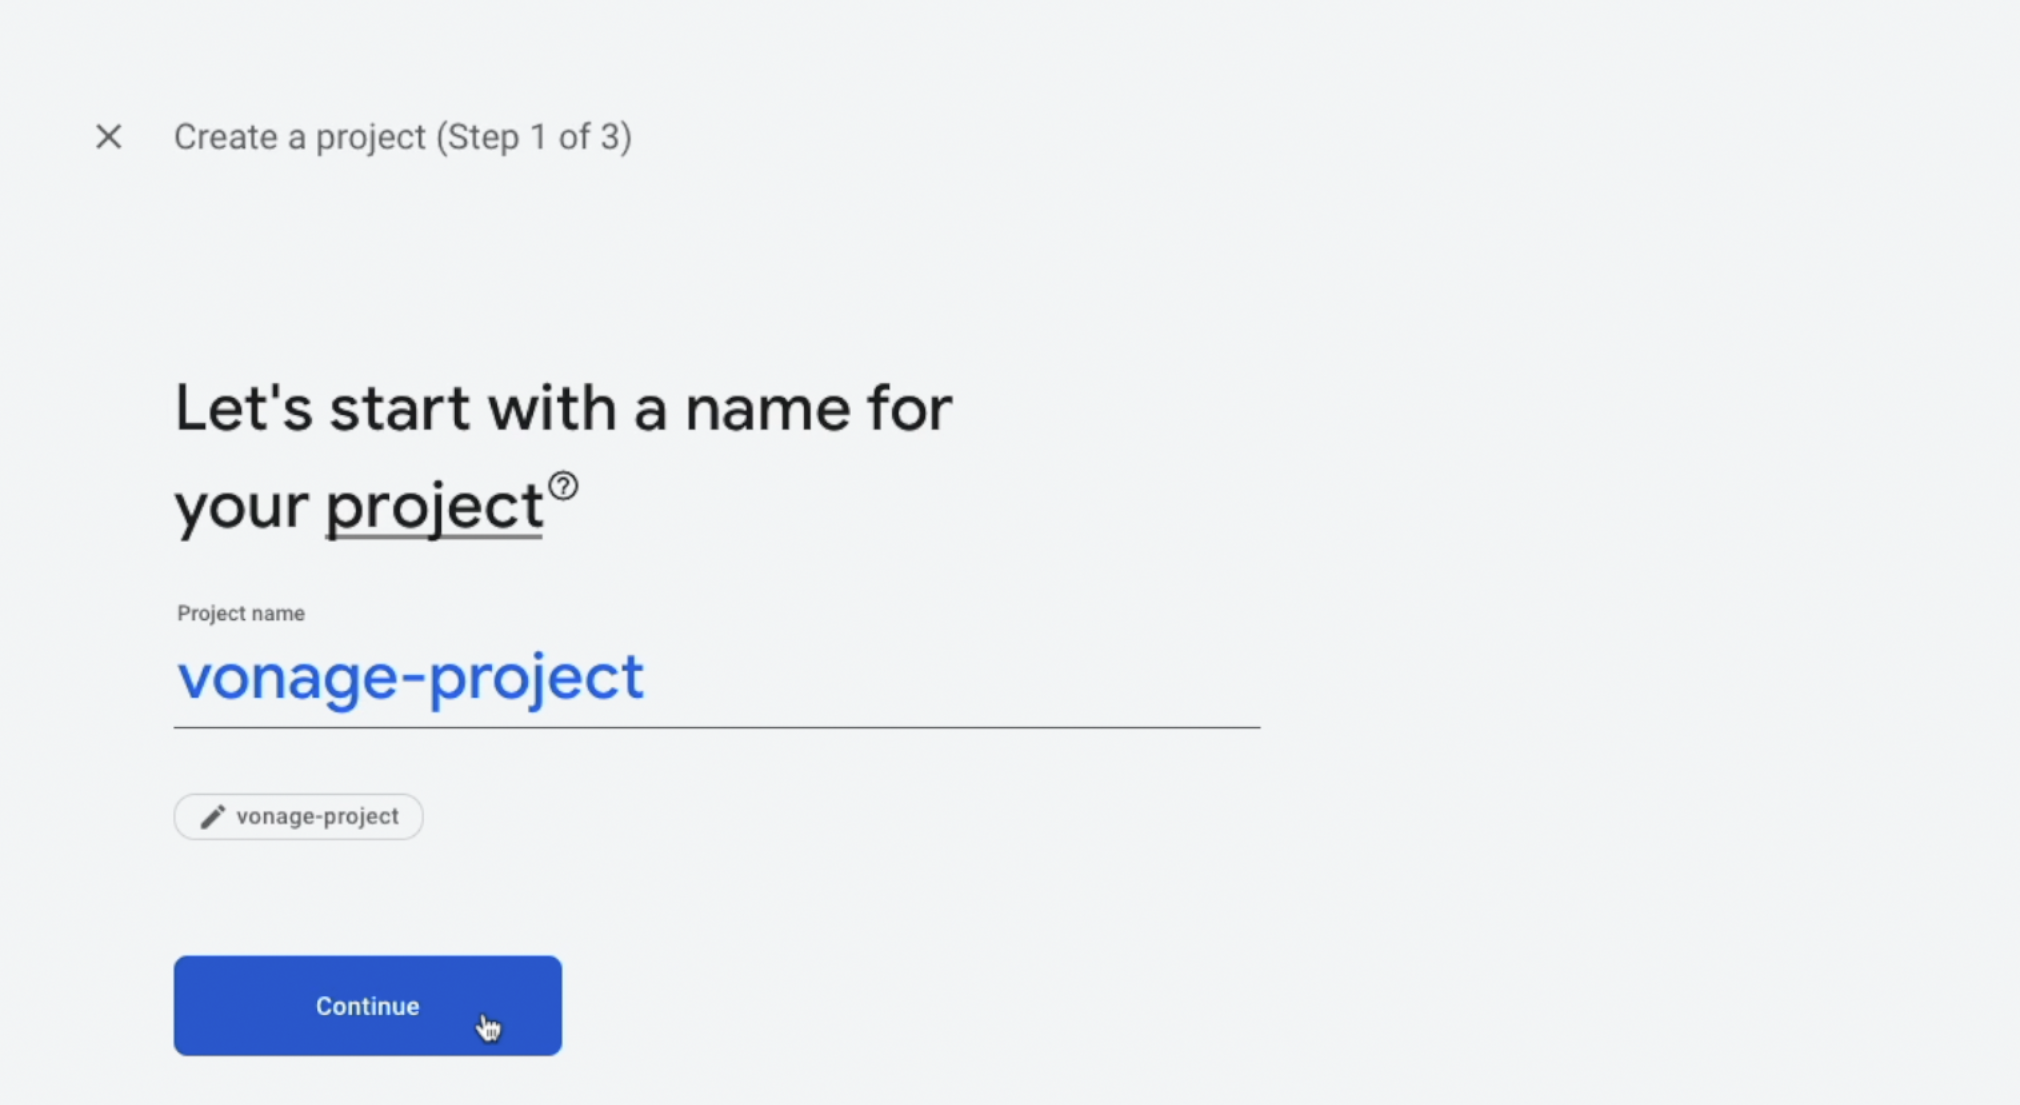 Create a project (Step 1 of 3)
Let's start with a name for
your project
Project name
vonage-project
vonage-project
Continue